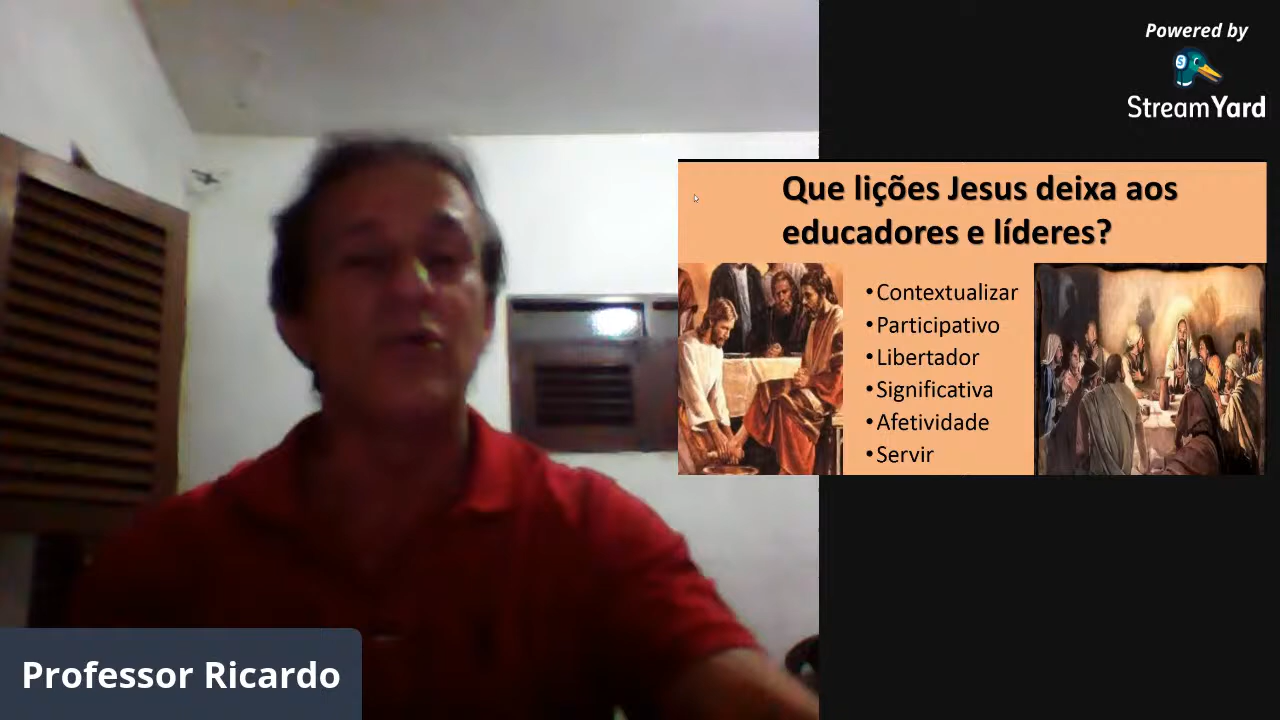 Powered by
StreamYard
Que lições Jesus deixa aos
educadores e líderes?
•Contextualizar
•Participativo
•Libertador
•Significativa
•Afetividade
•Servir
Professor Ricardo